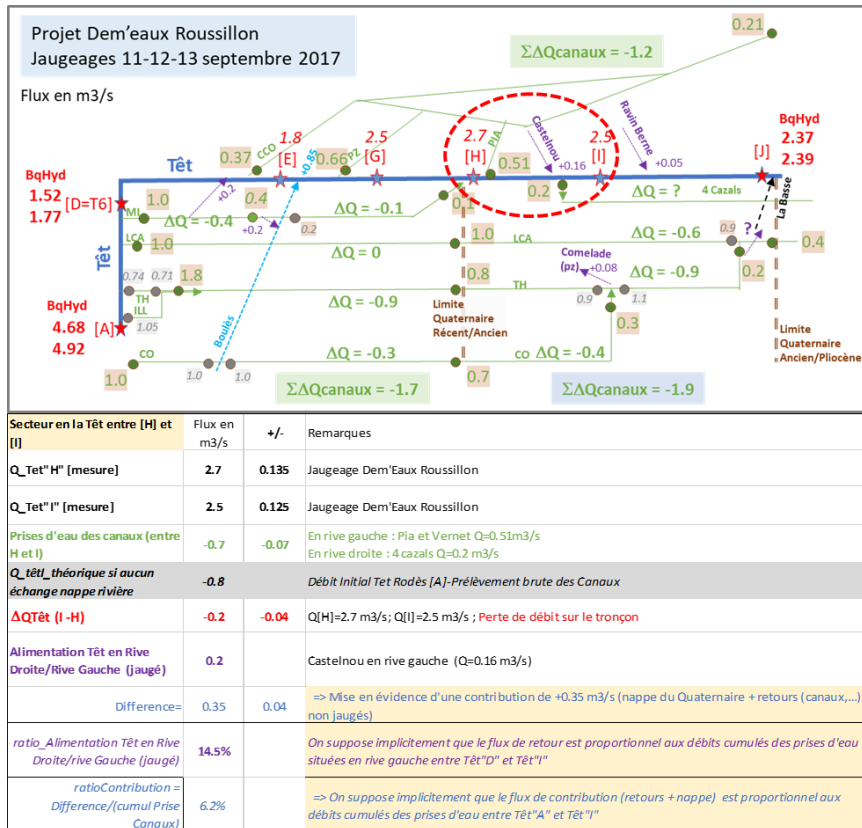 Projet Dem'eaux Roussillon
Jaugeages 11-12-13 septembre 2017
Flux en m3/s
ΣΔQcanaux = -1.2
0.21
Têt
0.37
CCO
1.8
[E]
+0.85
0.66
PZ
2.5
[G]
2.7
[H]
PIA
0.51
Castelnou
+0.16
2.5
[I]
Ravin Berne
+0.05
[J]
BqHyd
2.37
2.39
BqHyd
1.52
1.77
[D=T6]
1.0
MI
+0.2
ΔQ = -0.4
0.4
+0.2
0.2
ΔQ = -0.1
0.1
0.2
ΔQ = ?
4 Cazals
La Basse
Têt
LCA
1.0
ΔQ = 0
1.0
LCA
ΔQ = -0.6
0.9
?
0.4
0.74
0.71
1.8
TH
ILL
1.05
ΔQ = -0.9
0.8
TH
Comelade
(pz)
+0.08
ΔQ = -0.9
0.2
0.9
1.1
BqHyd
4.68
4.92
[A]
Boulès
Limite
Quaternaire
Récent/Ancien
0.3
Limite
Quaternaire
Ancien/Pliocène
CO
1.0
1.0
1.0
ΔQ = -0.3
0.7
CO
ΔQ = -0.4
ΣΔQcanaux = -1.7
ΣΔQcanaux = -1.9
Secteur en la Têt entre [H] et [I]
Flux en m3/s
+/-
Remarques
Q_Tet"H" [mesure]
2.7
0.135
Jaugeage Dem'Eaux Roussillon
Q_Tet"I" [mesure]
2.5
0.125
Jaugeage Dem'Eaux Roussillon
Prises d'eau des canaux (entre H et I)
-0.7
-0.07
En rive gauche : Pia et Vernet Q=0.51m3/s
En rive droite : 4 cazals Q=0.2 m3/s
Q_têtI_théorique si aucun échange nappe rivière
-0.8
Débit Initial Tet Rodès [A]-Prélèvement brute des Canaux
ΔQTêt (I -H)
-0.2
-0.04
Q[H]=2.7 m3/s; Q[I]=2.5 m3/s ; Perte de débit sur le tronçon
Alimentation Têt en Rive Droite/Rive Gauche (jaugé)
0.2
Castelnou en rive gauche (Q=0.16 m3/s)
Difference=
0.35
0.04
=> Mise en évidence d'une contribution de +0.35 m3/s (nappe du Quaternaire + retours (canaux,...) non jaugés)
ratio_Alimentation Têt en Rive Droite/rive Gauche (jaugé)
14.5%
On suppose implicitement que le flux de retour est proportionnel aux débits cumulés des prises d'eau situées en rive gauche entre Têt"D" et Têt"I"
ratioContribution = Difference/(cumul Prise Canaux)
6.2%
=> On suppose implicitement que le flux de contribution (retours + nappe) est proportionnel aux débits cumulés des prises d'eau entre Têt"A" et Têt"I"